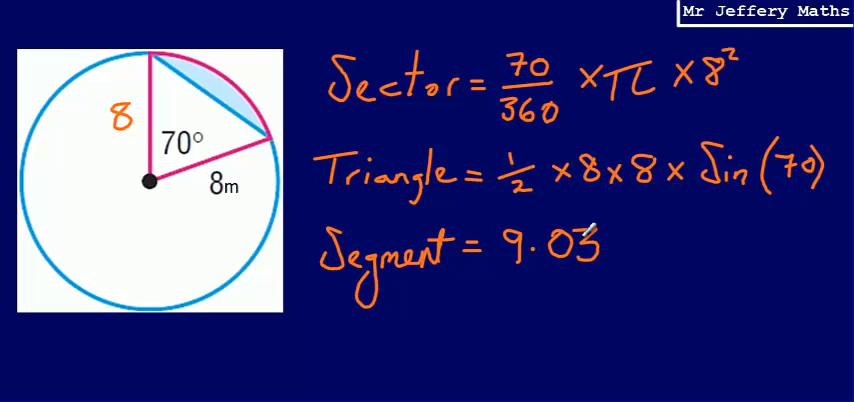 Mr Jeffery Maths
8
70°
8m
Sector = 70/360 × π × 8²
Triangle = 1/2 × 8 × 8 × Sin (70)
Segment = 9.03